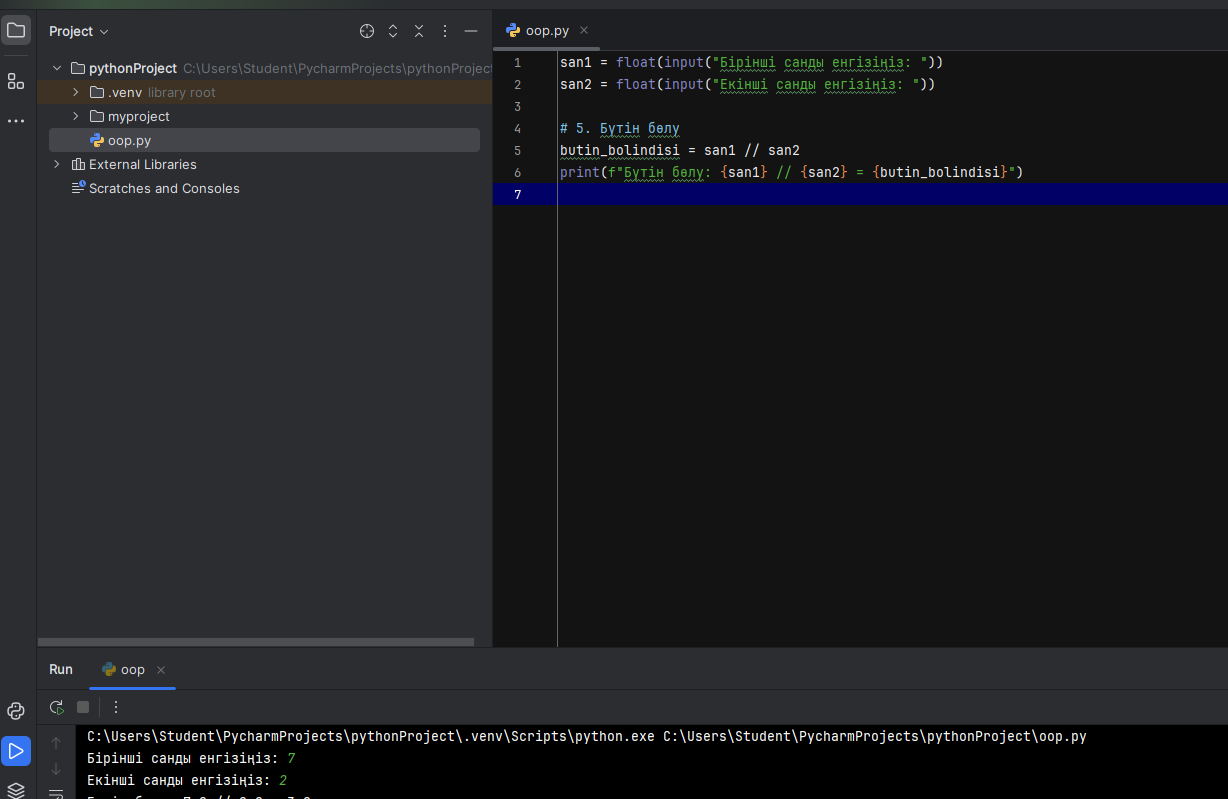 Project
pythonProject C:\Users\Student\PycharmProjects\pythonProject
.venv library root
myproject
oop.py
External Libraries
Scratches and Consoles
oop.py
1 san1 = float(input("Бірінші санды енгізіңіз: "))
2 san2 = float(input("Екінші санды енгізіңіз: "))
3
4 # 5. Бүтін бөлу
5 butin_bolindisi = san1 // san2
6 print(f"Бүтін бөлу: {san1} // {san2} = {butin_bolindisi}")
7
Run oop
C:\Users\Student\PycharmProjects\pythonProject\.venv\Scripts\python.exe C:\Users\Student\PycharmProjects\pythonProject\oop.py
Бірінші санды енгізіңіз: 7
Екінші санды енгізіңіз: 2